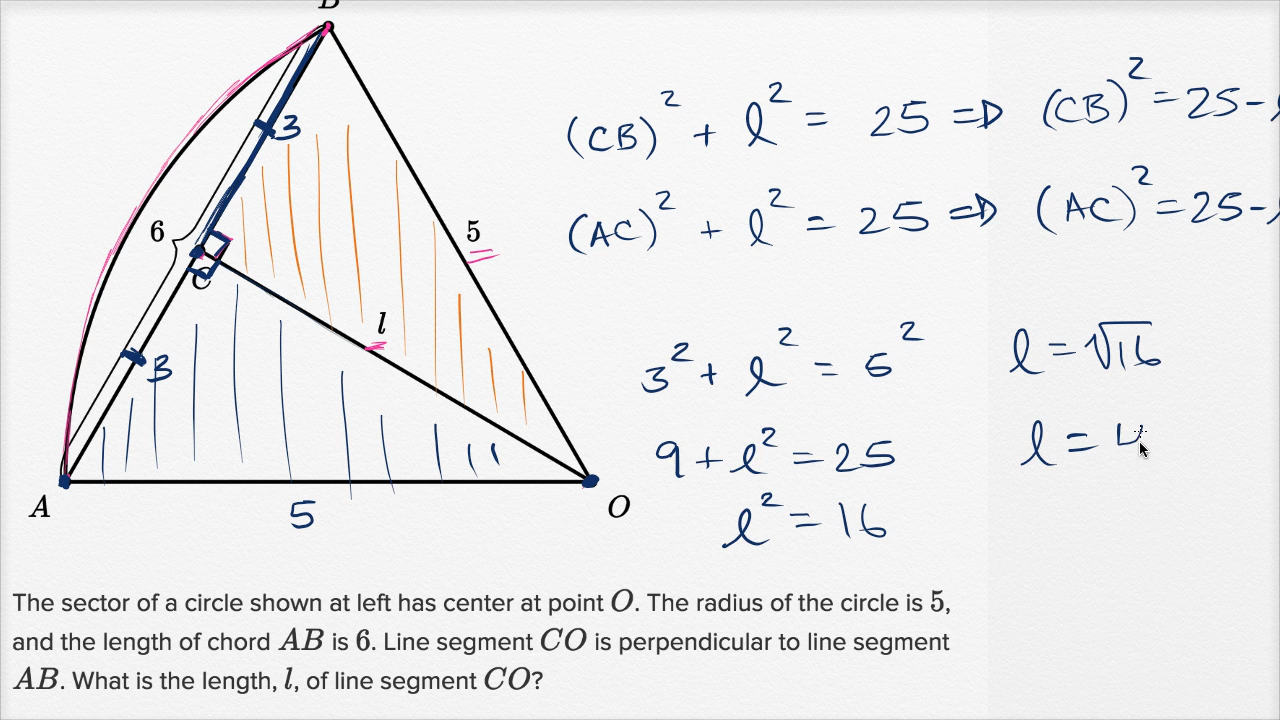 B
3
6
5
C
l
3
A
5
O
(CB)² + l² = 25 ⇒ (CB)² = 25 -
(AC)² + l² = 25 ⇒ (AC)² = 25 -
3² + l² = 5²
9 + l² = 25
l² = 16
l = √16
l = 4
The sector of a circle shown at left has center at point O. The radius of the circle is 5,
and the length of chord AB is 6. Line segment CO is perpendicular to line segment
AB. What is the length, l, of line segment CO?